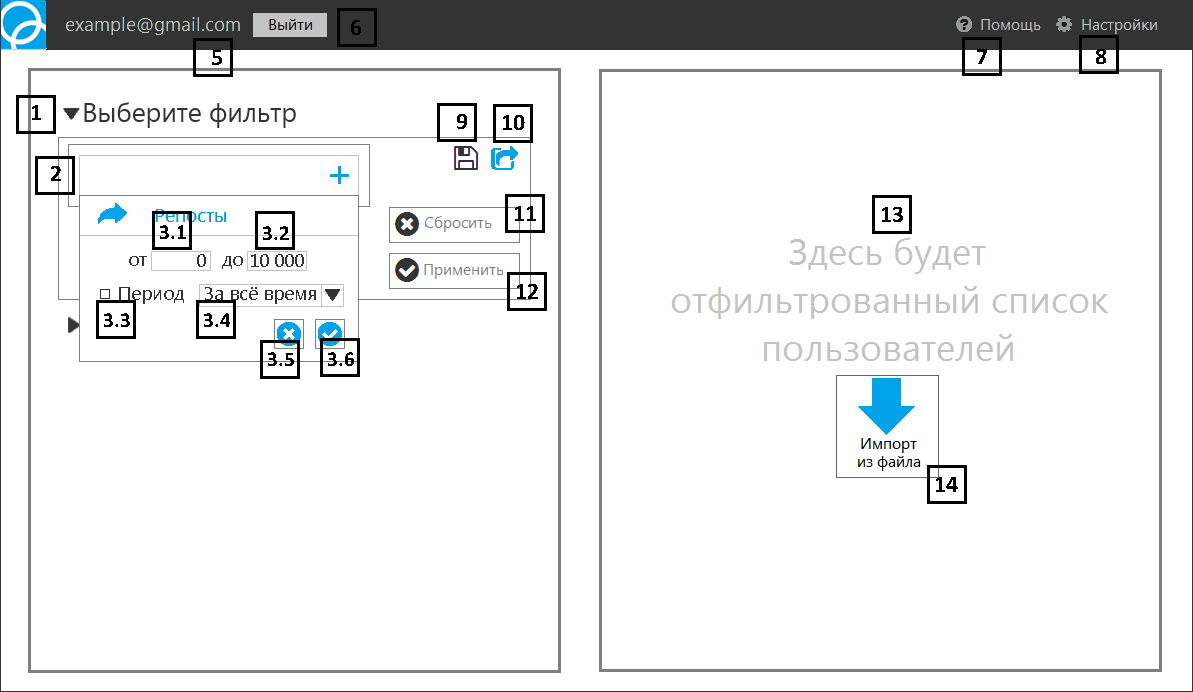 example@gmail.com Выйти 6 Помощь Настройки
5 7 8
1 Выберите фильтр
9 10
2
Репосты
3.1 3.2
от 0 до 10 000
Период За всё время
3.3 3.4
3.5 3.6
11
Сбросить
Применить
12
13
Здесь будет
отфильтрованный список
пользователей
Импорт
из файла
14